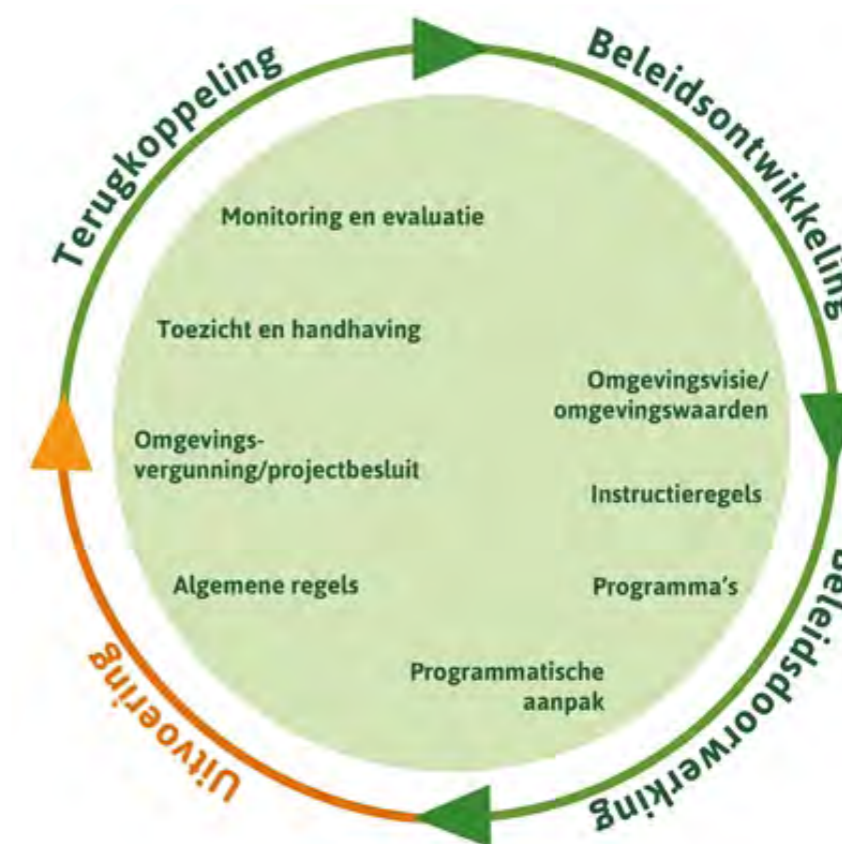 Terugkoppeling
Beleidsontwikkeling
Monitoring en evaluatie
Toezicht en handhaving
Omgevingsvisie/
omgevingswaarden
Omgevings-
vergunning/projectbesluit
Instructieregels
Algemene regels
Programma's
Programmatische
aanpak
Uitvoering
Beleidsdoorwerking